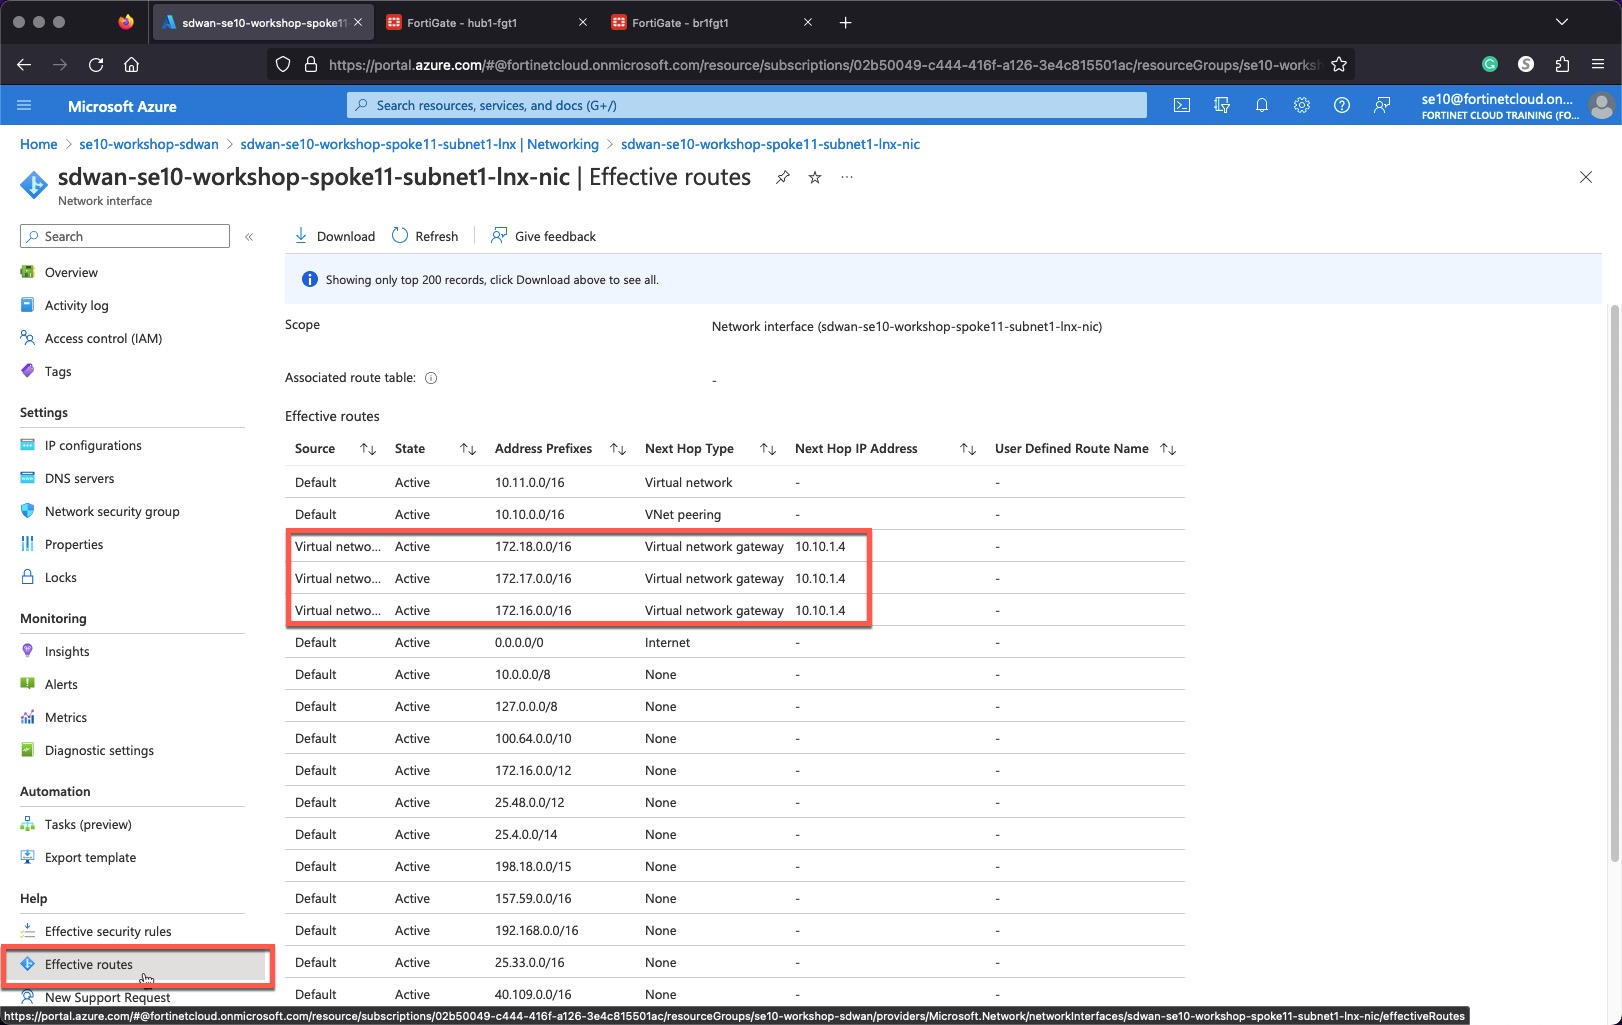 sdwan-se10-workshop-spoke11
FortiGate - hub1-fgt1
FortiGate - br1fgt1
https://portal.azure.com/#@fortinetcloud.onmicrosoft.com/resource/subscriptions/02b50049-c444-416f-a126-3e4c815501ac/resourceGroups/se10-worksh
Microsoft Azure
Search resources, services, and docs (G+/)
se10@fortinetcloud.on...
FORTINET CLOUD TRAINING (FO...
Home > se10-workshop-sdwan > sdwan-se10-workshop-spoke11-subnet1-lnx | Networking > sdwan-se10-workshop-spoke11-subnet1-lnx-nic
sdwan-se10-workshop-spoke11-subnet1-lnx-nic | Effective routes
Network interface
Search
Overview
Activity log
Access control (IAM)
Tags
Settings
IP configurations
DNS servers
Network security group
Properties
Locks
Monitoring
Insights
Alerts
Metrics
Diagnostic settings
Automation
Tasks (preview)
Export template
Help
Effective security rules
Effective routes
New Support Request
Download Refresh Give feedback
Showing only top 200 records, click Download above to see all.
Scope Network interface (sdwan-se10-workshop-spoke11-subnet1-lnx-nic)
Associated route table: -
Effective routes
Source State Address Prefixes Next Hop Type Next Hop IP Address User Defined Route Name
Default Active 10.11.0.0/16 Virtual network - -
Default Active 10.10.0.0/16 VNet peering - -
Virtual netwo... Active 172.18.0.0/16 Virtual network gateway 10.10.1.4 -
Virtual netwo... Active 172.17.0.0/16 Virtual network gateway 10.10.1.4 -
Virtual netwo... Active 172.16.0.0/16 Virtual network gateway 10.10.1.4 -
Default Active 0.0.0.0/0 Internet - -
Default Active 10.0.0.0/8 None - -
Default Active 127.0.0.0/8 None - -
Default Active 100.64.0.0/10 None - -
Default Active 172.16.0.0/12 None - -
Default Active 25.48.0.0/12 None - -
Default Active 25.4.0.0/14 None - -
Default Active 198.18.0.0/15 None - -
Default Active 157.59.0.0/16 None - -
Default Active 192.168.0.0/16 None - -
Default Active 25.33.0.0/16 None - -
Default Active 40.109.0.0/16 None - -
https://portal.azure.com/#@fortinetcloud.onmicrosoft.com/resource/subscriptions/02b50049-c444-416f-a126-3e4c815501ac/resourceGroups/se10-workshop-sdwan/providers/Microsoft.Network/networkInterfaces/sdwan-se10-workshop-spoke11-subnet1-lnx-nic/effectiveRoutes